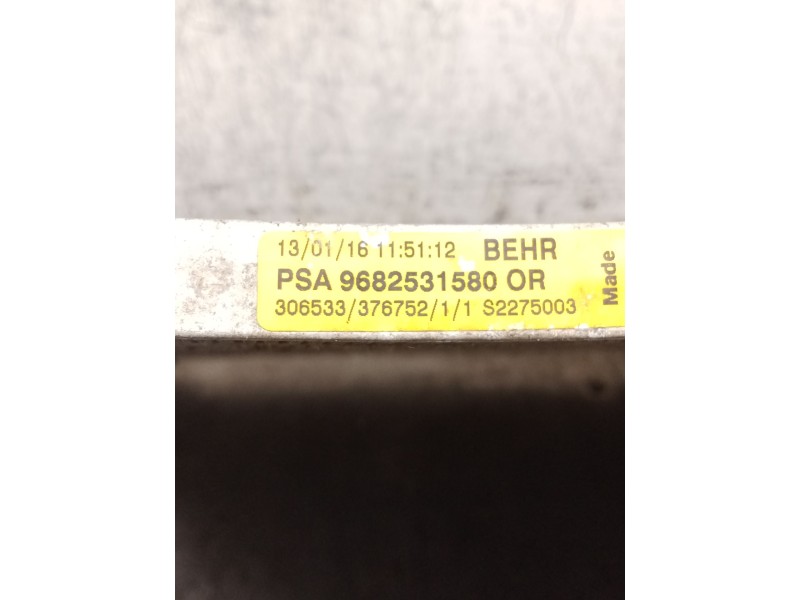 13/01/16 11:51:12 BEHR
PSA 9682531580 OR
306533/376752/1/1 S2275003
Made